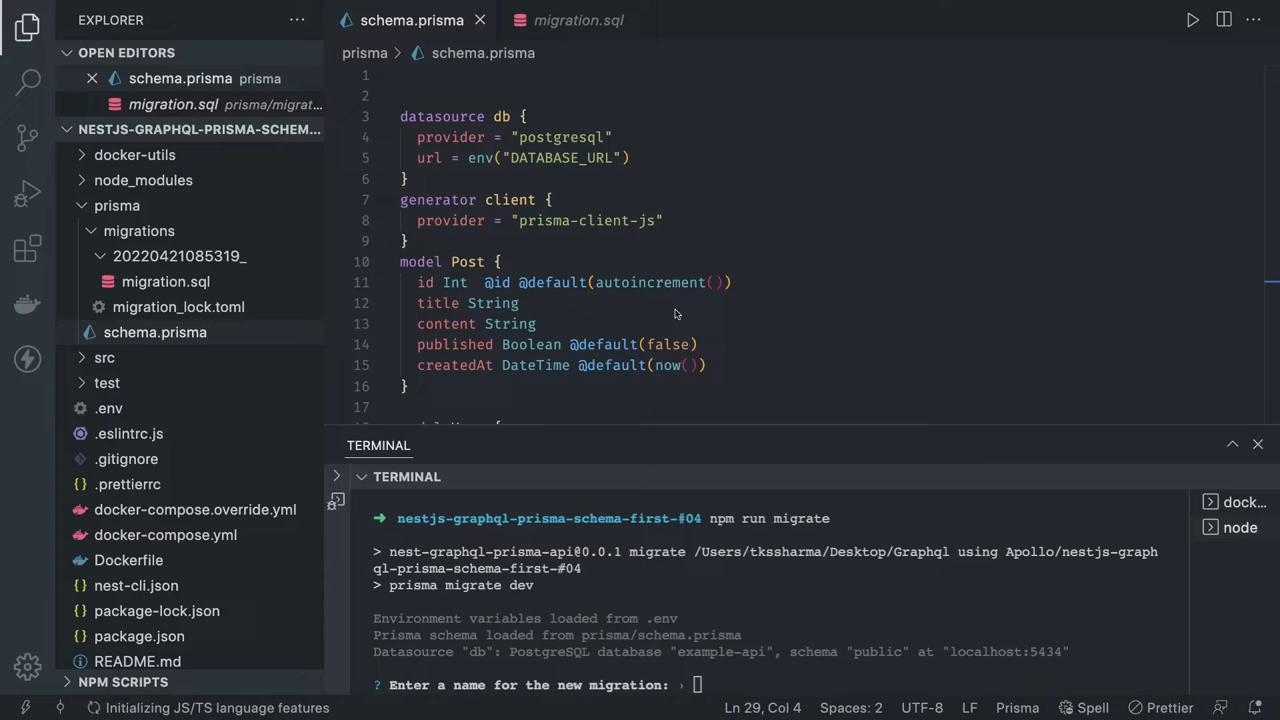 EXPLORER
OPEN EDITORS
schema.prisma prisma
migration.sql prisma/migrat...
NESTJS-GRAPHQL-PRISMA-SCHEM...
docker-utils
node_modules
prisma
migrations
20220421085319_
migration.sql
migration_lock.toml
schema.prisma
src
test
.env
.eslintrc.js
.gitignore
.prettierrc
docker-compose.override.yml
docker-compose.yml
Dockerfile
nest-cli.json
package-lock.json
package.json
README.md
NPM SCRIPTS
schema.prisma
migration.sql
prisma > schema.prisma
1
2
3 datasource db {
4 provider = "postgresql"
5 url = env("DATABASE_URL")
6 }
7 generator client {
8 provider = "prisma-client-js"
9 }
10 model Post {
11 id Int @id @default(autoincrement())
12 title String
13 content String
14 published Boolean @default(false)
15 createdAt DateTime @default(now())
16 }
17
TERMINAL
TERMINAL
→ nestjs-graphql-prisma-schema-first-#04 npm run migrate
> nest-graphql-prisma-api@0.0.1 migrate /Users/tkssharma/Desktop/Graphql using Apollo/nestjs-graph
ql-prisma-schema-first-#04
> prisma migrate dev
Environment variables loaded from .env
Prisma schema loaded from prisma/schema.prisma
Datasource "db": PostgreSQL database "example-api", schema "public" at "localhost:5434"
? Enter a name for the new migration: ›
dock...
node
Initializing JS/TS language features
Ln 29, Col 4
Spaces: 2
UTF-8
LF
Prisma
Spell
Prettier